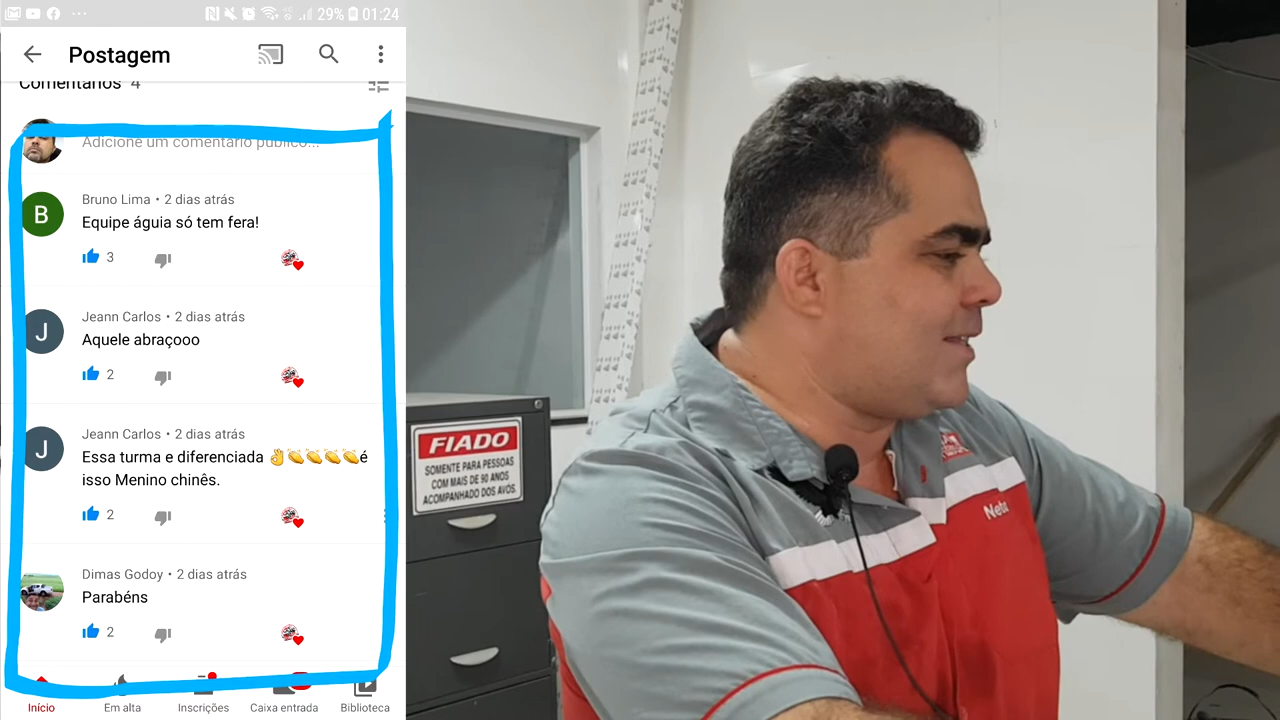 29% 01:24
Postagem
Comentários 4
Adicione um comentário público...
B
Bruno Lima • 2 dias atrás
Equipe águia só tem fera!
3
J
Jeann Carlos • 2 dias atrás
Aquele abraçooo
2
J
Jeann Carlos • 2 dias atrás
Essa turma e diferenciada 👌👏👏👏👏é
isso Menino chinês.
2
Dimas Godoy • 2 dias atrás
Parabéns
2
Início
Em alta
Inscrições
Caixa entrada
Biblioteca
FIADO
SOMENTE PARA PESSOAS
COM MAIS DE 90 ANOS
ACOMPANHADO DOS AVÓS.
Neto